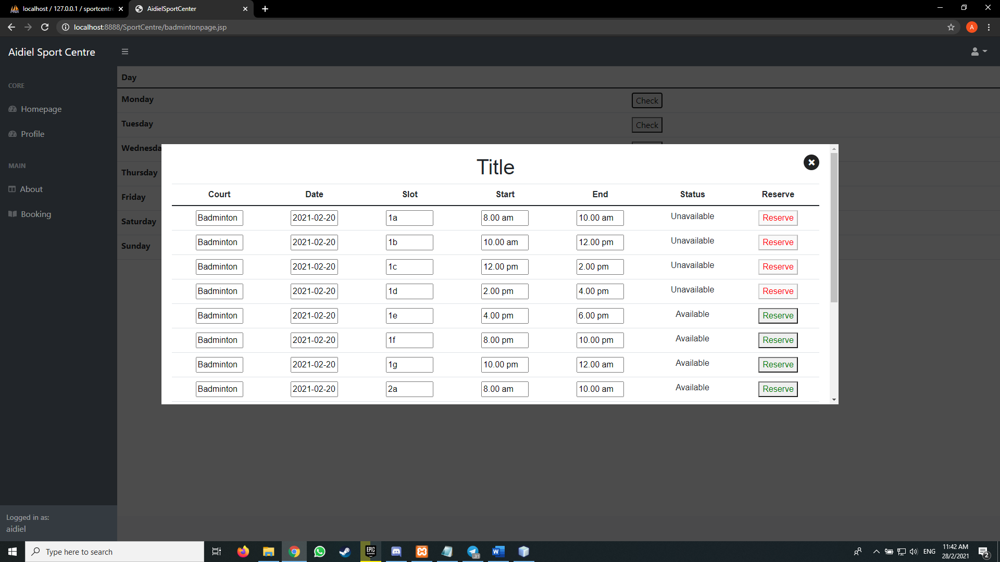 localhost / 127.0.0.1 / sportcentre
AidielSportCenter
localhost:8888/SportCentre/badmintonpage.jsp
A
Aidiel Sport Centre
CORE
Homepage
Profile
MAIN
About
Booking
Logged in as:
aidiel
Day
Monday Check
Tuesday Check
Wednesda
Thursday
Friday
Saturday
Sunday
Title
Court Date Slot Start End Status Reserve
Badminton 2021-02-20 1a 8.00 am 10.00 am Unavailable Reserve
Badminton 2021-02-20 1b 10.00 am 12.00 pm Unavailable Reserve
Badminton 2021-02-20 1c 12.00 pm 2.00 pm Unavailable Reserve
Badminton 2021-02-20 1d 2.00 pm 4.00 pm Unavailable Reserve
Badminton 2021-02-20 1e 4.00 pm 6.00 pm Available Reserve
Badminton 2021-02-20 1f 8.00 pm 10.00 pm Available Reserve
Badminton 2021-02-20 1g 10.00 pm 12.00 am Available Reserve
Badminton 2021-02-20 2a 8.00 am 10.00 am Available Reserve
Type here to search
EPIC
GAMES
31
W
ENG
11:42 AM
28/2/2021
2